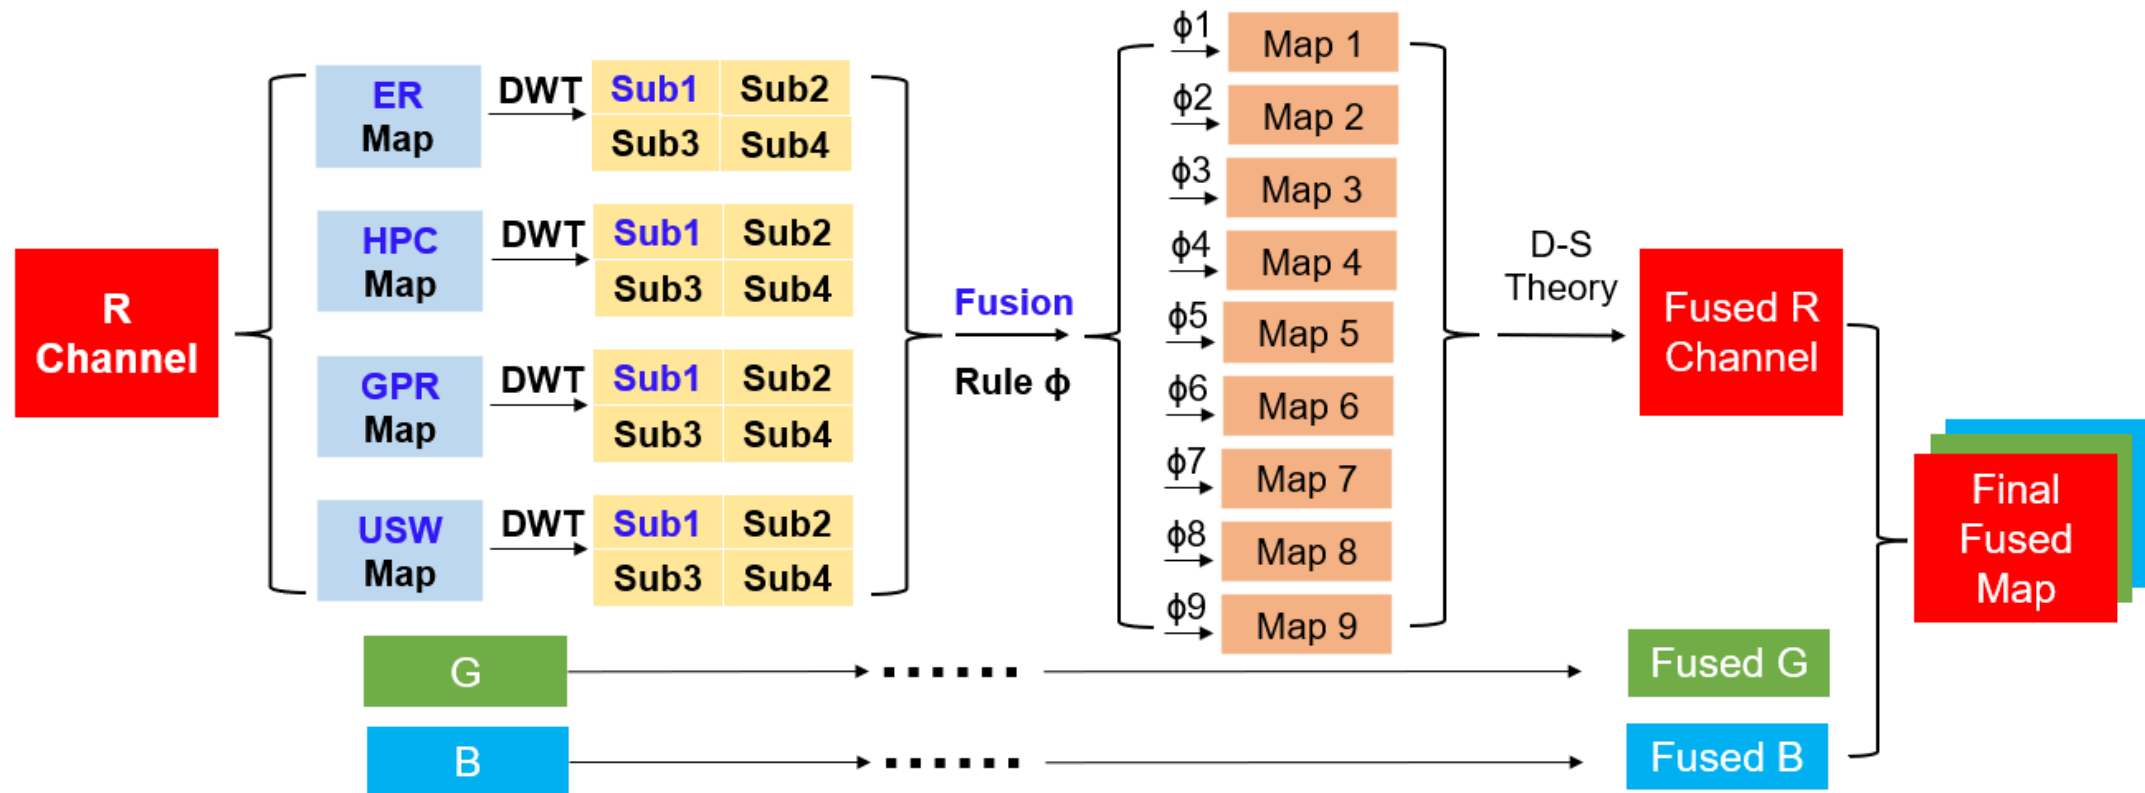 R
Channel
ER
Map
DWT
Sub1 Sub2
Sub3 Sub4
HPC
Map
DWT
Sub1 Sub2
Sub3 Sub4
GPR
Map
DWT
Sub1 Sub2
Sub3 Sub4
USW
Map
DWT
Sub1 Sub2
Sub3 Sub4
Fusion
Rule ϕ
ϕ1 Map 1
ϕ2 Map 2
ϕ3 Map 3
ϕ4 Map 4
ϕ5 Map 5
ϕ6 Map 6
ϕ7 Map 7
ϕ8 Map 8
ϕ9 Map 9
D-S
Theory
Fused R
Channel
G ...... Fused G
B ...... Fused B
Final
Fused
Map